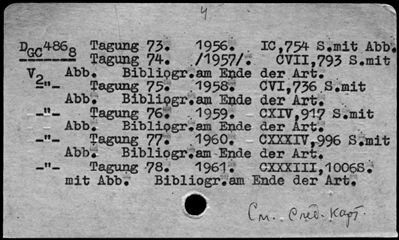 4
D GC 486 8 Tagung 73. 1956. IC,754 S.mit Abb.
Tagung 74. /1957/. CVII,793 S.mit
V2 Abb. Bibliogr.am Ende der Art.
-"- Tagung 75. 1958. CVI,736 S.mit
Abb. Bibliogr.am Ende der Art.
-"- Tagung 76. 1959. CXIV,917 S.mit
Abb. Bibliogr.am Ende der Art.
-"- Tagung 77. 1960. CXXXIV,996 S.mit
Abb. Bibliogr.am Ende der Art.
-"- Tagung 78. 1961. CXXXIII,1006S.
mit Abb. Bibliogr.am Ende der Art.
См. след. карт.